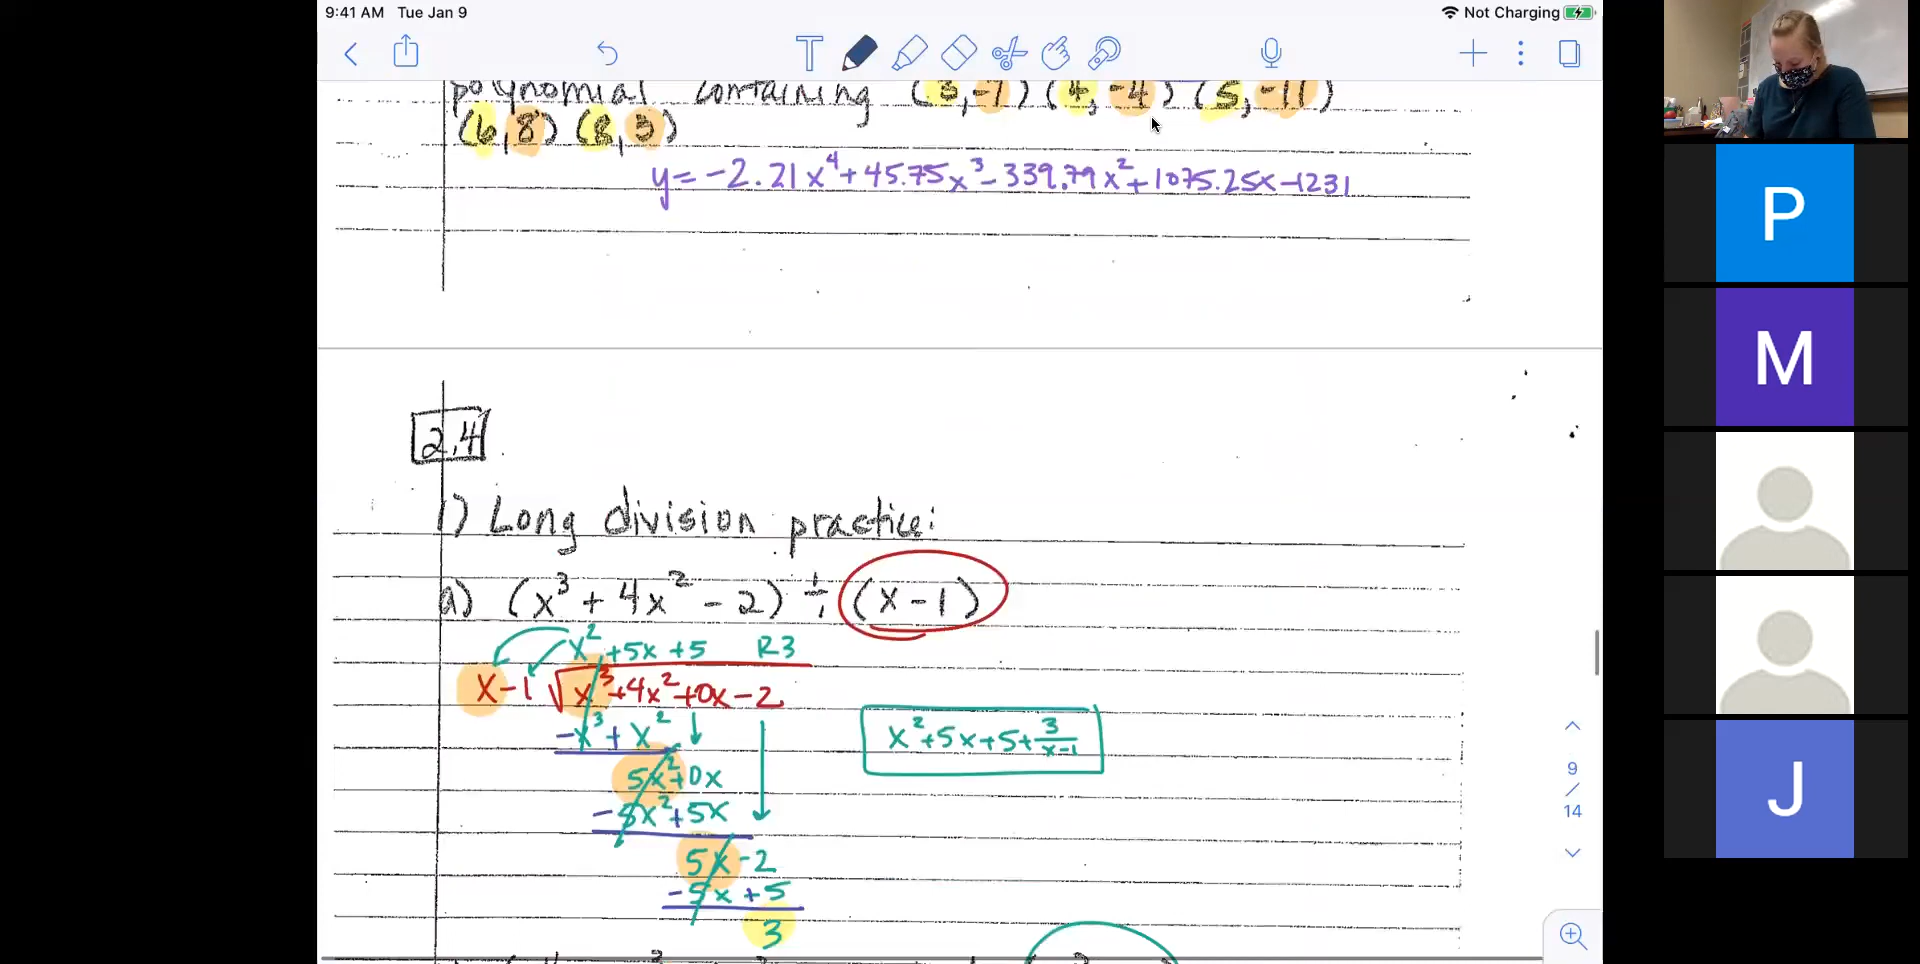 9:41 AM Tue Jan 9
Not Charging
T
polynomial containing (3,-7) (4,-4) (5,-11)
(6,8) (8,3)
y = -2.21x⁴ + 45.75x³ - 339.79x² + 1075.25x - 1231
2.4
1) Long division practice:
a) (x³ + 4x² - 2) ÷ (x - 1)
x² + 5x + 5 R3
x - 1 √x³ + 4x² + 0x - 2
-x³ + x²
x² + 5x + 5 + 3/(x-1)
5x² + 0x
-5x² + 5x
5x - 2
-5x + 5
3
9
/
14
P
M
J